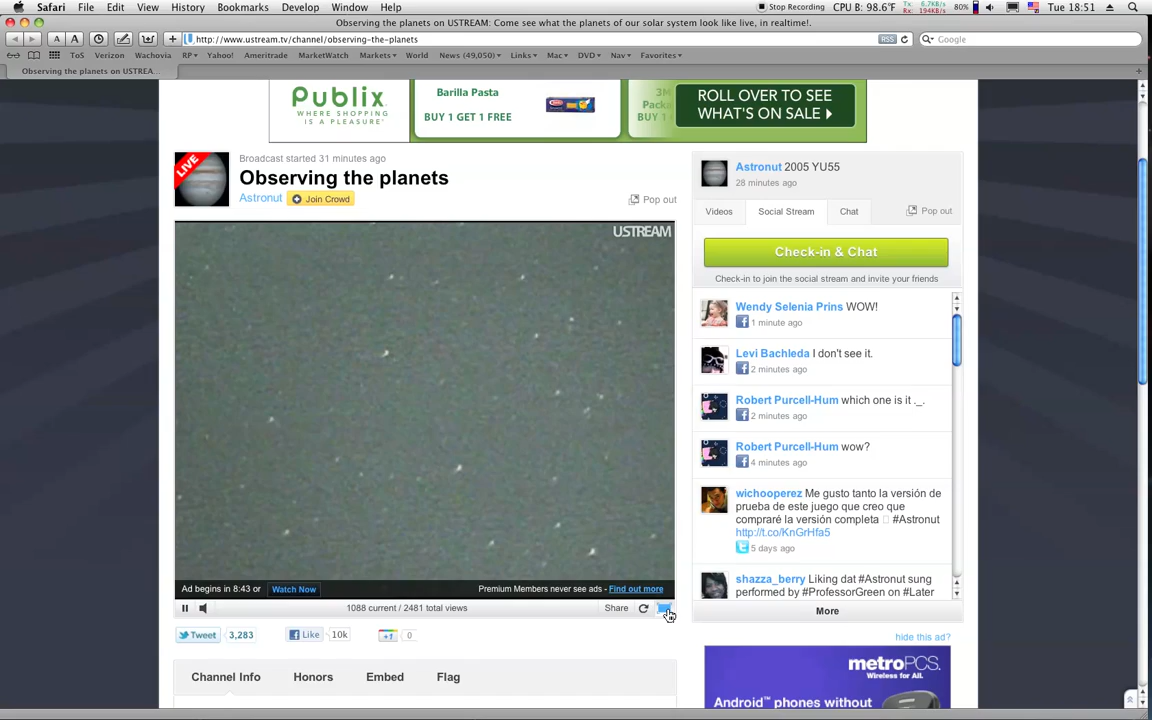 Safari File Edit View History Bookmarks Develop Window Help
Stop Recording CPU B: 98.6°F Tx: 6.7KB/s Rx: 194KB/s 80% Tue 18:51
Observing the planets on USTREAM: Come see what the planets of our solar system look like live, in realtime!.
A A http://www.ustream.tv/channel/observing-the-planets RSS Google
ToS Verizon Wachovia RP Yahoo! Ameritrade MarketWatch Markets World News (49,050) Links Mac DVD Nav Favorites
Observing the planets on USTREA...
Publix.
WHERE SHOPPING
IS A PLEASURE®
Barilla Pasta
BUY 1 GET 1 FREE
3M
Packa
BUY 1
ROLL OVER TO SEE
WHAT'S ON SALE
LIVE
Broadcast started 31 minutes ago
Observing the planets
Astronut Join Crowd
Pop out
USTREAM
Ad begins in 8:43 or Watch Now Premium Members never see ads - Find out more
1088 current / 2481 total views Share
Tweet 3,283 Like 10k +1 0
Channel Info Honors Embed Flag
Astronut 2005 YU55
28 minutes ago
Videos Social Stream Chat Pop out
Check-in & Chat
Check-in to join the social stream and invite your friends
Wendy Selenia Prins WOW!
1 minute ago
Levi Bachleda I don't see it.
2 minutes ago
Robert Purcell-Hum which one is it ._.
2 minutes ago
Robert Purcell-Hum wow?
4 minutes ago
wichooperez Me gusto tanto la versión de
prueba de este juego que creo que
compraré la versión completa #Astronut
http://t.co/KnGrHfa5
5 days ago
shazza_berry Liking dat #Astronut sung
performed by #ProfessorGreen on #Later
More
hide this ad?
metroPCS.
Wireless for All.
Android™ phones without